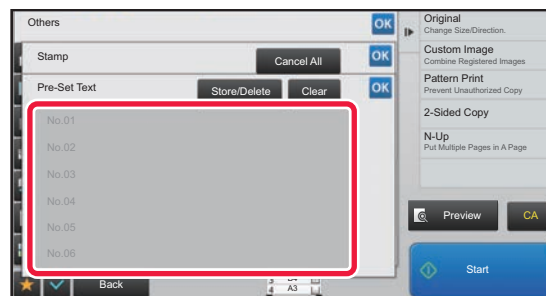 Others
OK
Stamp
Cancel All
OK
Pre-Set Text
Store/Delete
Clear
OK
No.01
No.02
No.03
No.04
No.05
No.06
Back
A3
Original
Change Size/Direction.
Custom Image
Combine Registered Images
Pattern Print
Prevent Unauthorized Copy
2-Sided Copy
N-Up
Put Multiple Pages in A Page
Preview
CA
Start